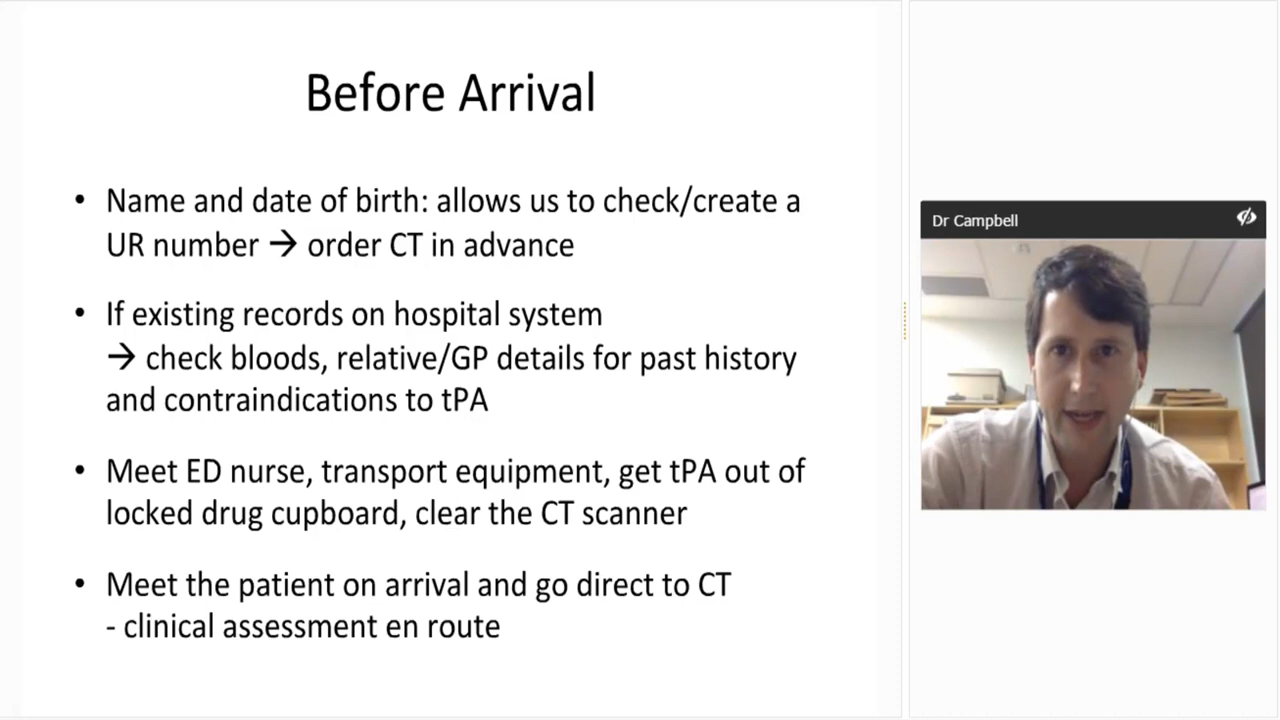 Before Arrival
• Name and date of birth: allows us to check/create a
UR number → order CT in advance
• If existing records on hospital system
→ check bloods, relative/GP details for past history
and contraindications to tPA
• Meet ED nurse, transport equipment, get tPA out of
locked drug cupboard, clear the CT scanner
• Meet the patient on arrival and go direct to CT
- clinical assessment en route
Dr Campbell